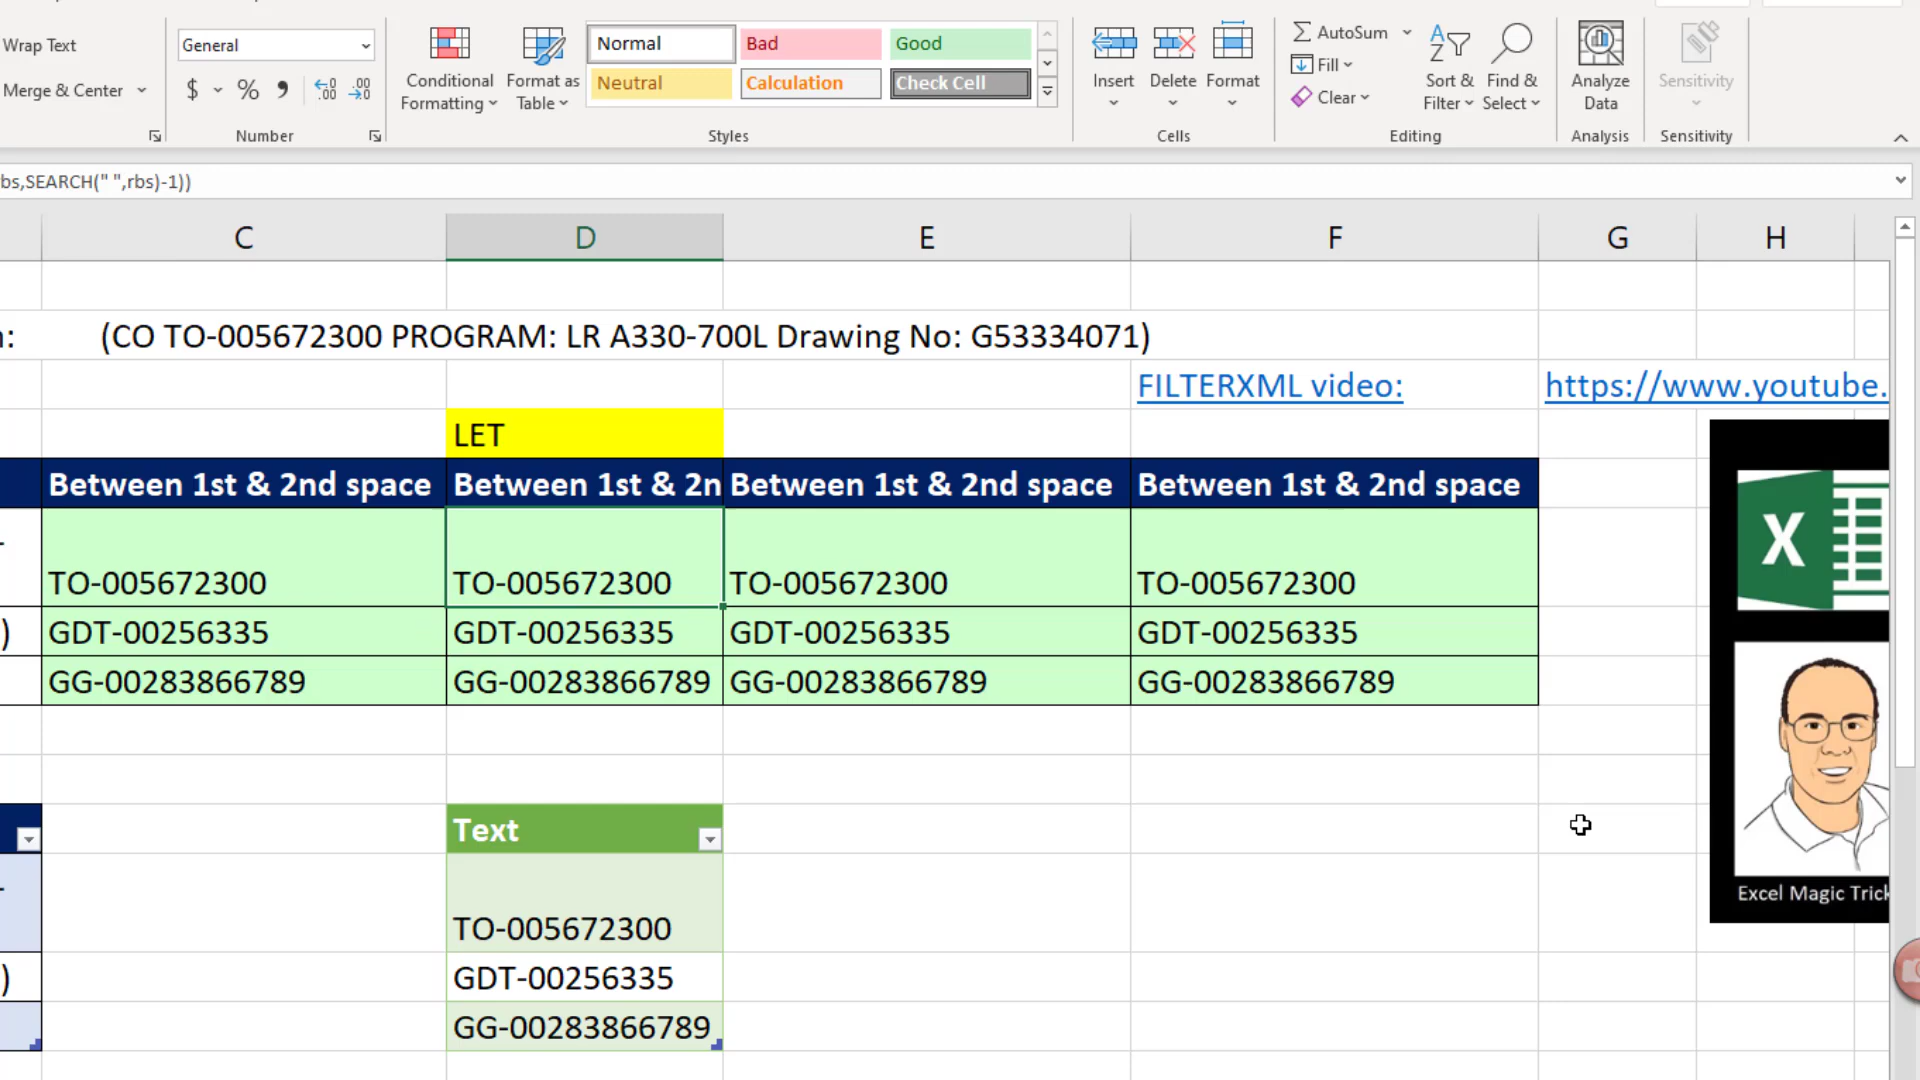 Wrap Text
Merge & Center
General
$ % , .00 .00
Number
Conditional Formatting
Format as Table
Normal Bad Good
Neutral Calculation Check Cell
Styles
Insert Delete Format
Cells
AutoSum
Fill
Clear
Sort & Filter
Find & Select
Editing
Analyze Data
Analysis
Sensitivity
Sensitivity
bs,SEARCH(" ",rbs)-1))
C D E F G H
: (CO TO-005672300 PROGRAM: LR A330-700L Drawing No: G53334071)
FILTERXML video: https://www.youtube.
LET
Between 1st & 2nd space Between 1st & 2n Between 1st & 2nd space Between 1st & 2nd space
TO-005672300 TO-005672300 TO-005672300 TO-005672300
) GDT-00256335 GDT-00256335 GDT-00256335 GDT-00256335
GG-00283866789 GG-00283866789 GG-00283866789 GG-00283866789
Text
TO-005672300
) GDT-00256335
GG-00283866789
X
Excel Magic Trick